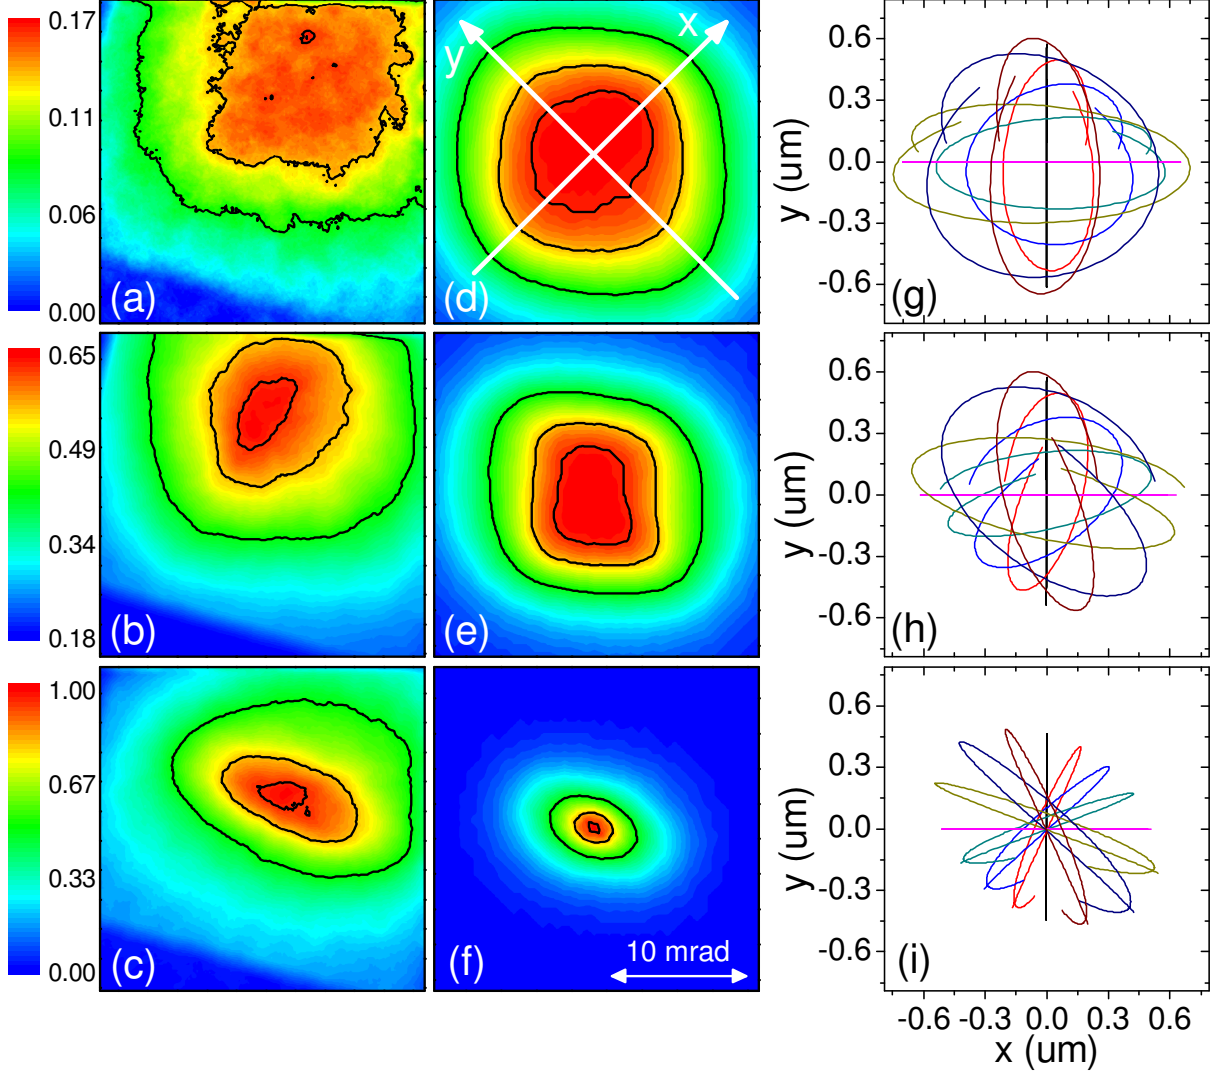 0.17
0.11
0.06
0.00
(a)
y
x
(d)
y (um)
0.6
0.3
0.0
-0.3
-0.6
(g)
0.65
0.49
0.34
0.18
(b)
(e)
y (um)
0.6
0.3
0.0
-0.3
-0.6
(h)
1.00
0.67
0.33
0.00
(c)
10 mrad
(f)
y (um)
0.6
0.3
0.0
-0.3
-0.6
(i)
-0.6 -0.3 0.0 0.3 0.6
x (um)